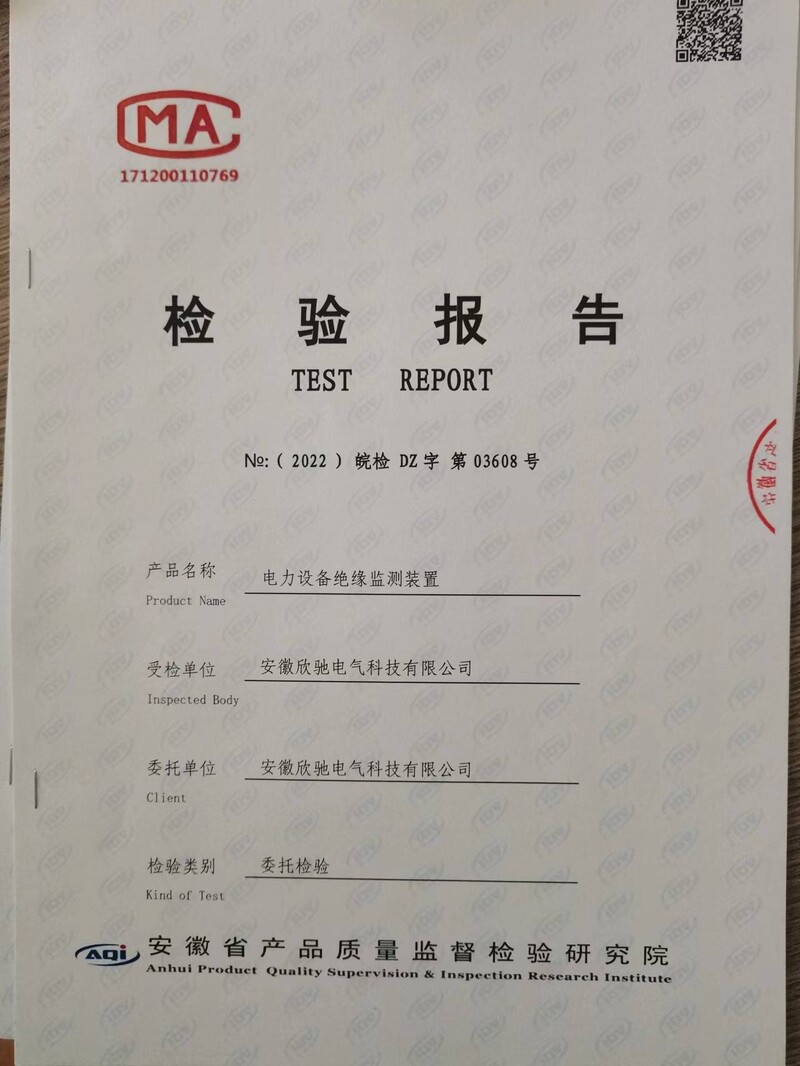 MA
171200110769
检验报告
TEST REPORT
№:( 2022 ) 皖检 DZ字 第03608号
产品名称 电力设备绝缘监测装置
Product Name
受检单位 安徽欣驰电气科技有限公司
Inspected Body
委托单位 安徽欣驰电气科技有限公司
Client
检验类别 委托检验
Kind of Test
AQi 安徽省产品质量监督检验研究院
Anhui Product Quality Supervision & Inspection Research Institute